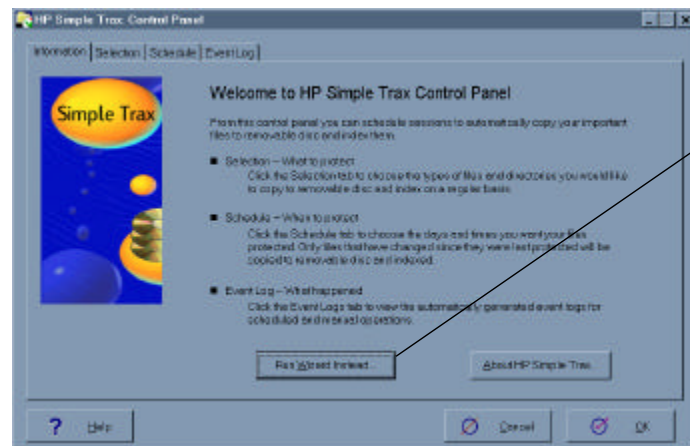 HP Simple Trax Control Panel
Information Selection Schedule Event Log
Simple Trax
Welcome to HP Simple Trax Control Panel
From this control panel you can schedule sessions to automatically copy your important
files to removable disc and index them.
Selection – What to protect
Click the Selection tab to choose the types of files and directories you would like
to copy to removable disc and index on a regular basis.
Schedule – When to protect
Click the Schedule tab to choose the days and times you want your files
protected. Only files that have changed since they were last protected will be
copied to removable disc and indexed.
Event Log – What happened
Click the Event Logs tab to view the automatically generated event logs for
scheduled and manual operations.
Run Wizard Instead...
About HP Simple Trax...
? Help
Cancel
OK